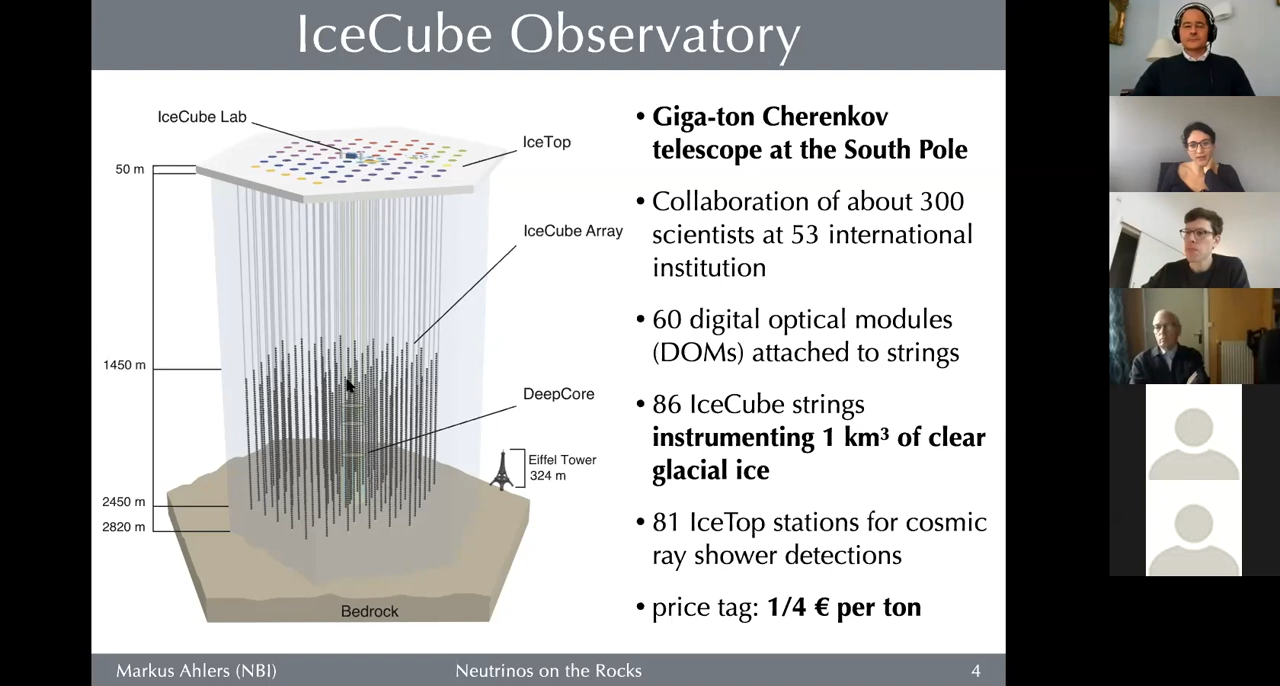 IceCube Observatory
IceCube Lab
IceTop
50 m
IceCube Array
1450 m
DeepCore
Eiffel Tower
324 m
2450 m
2820 m
Bedrock
• Giga-ton Cherenkov
telescope at the South Pole
• Collaboration of about 300
scientists at 53 international
institution
• 60 digital optical modules
(DOMs) attached to strings
• 86 IceCube strings
instrumenting 1 km³ of clear
glacial ice
• 81 IceTop stations for cosmic
ray shower detections
• price tag: 1/4 € per ton
Markus Ahlers (NBI)
Neutrinos on the Rocks
4